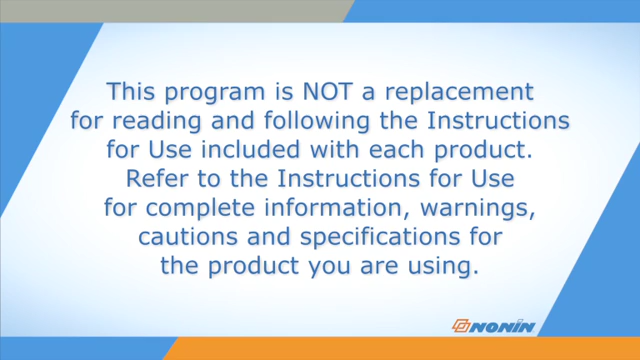 This program is NOT a replacement
for reading and following the Instructions
for Use included with each product.
Refer to the Instructions for Use
for complete information, warnings,
cautions and specifications for
the product you are using.
NONIN